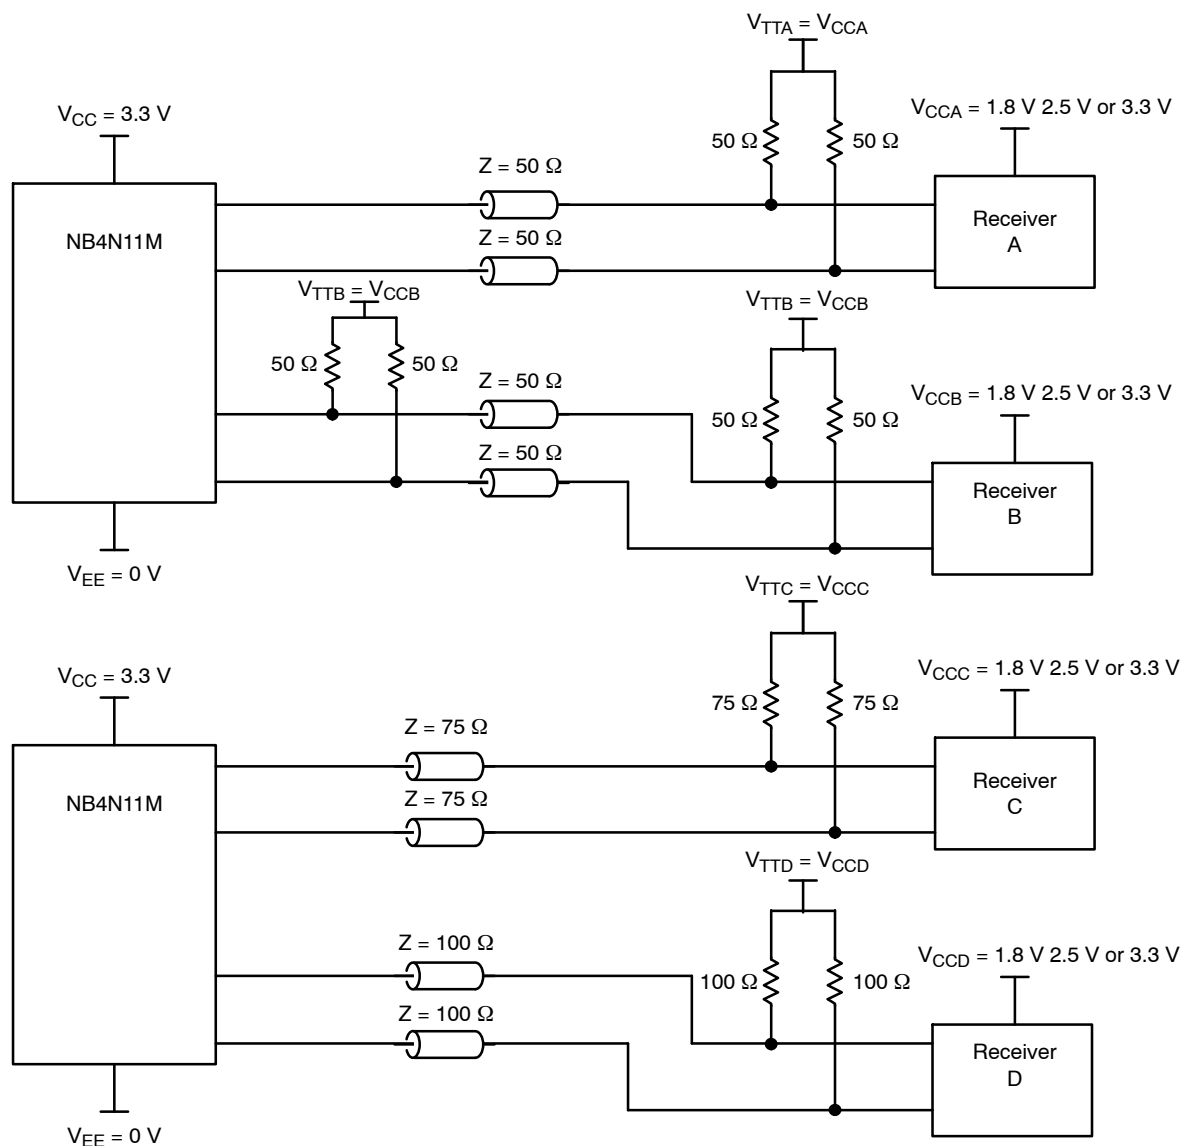 V_TTA = V_CCA
V_CC = 3.3 V
V_CCA = 1.8 V 2.5 V or 3.3 V
50 Ω
50 Ω
Z = 50 Ω
NB4N11M
Receiver
A
Z = 50 Ω
V_TTB = V_CCB
V_TTB = V_CCB
50 Ω
50 Ω
Z = 50 Ω
V_CCB = 1.8 V 2.5 V or 3.3 V
50 Ω
50 Ω
Z = 50 Ω
Receiver
B
V_EE = 0 V
V_TTC = V_CCC
V_CC = 3.3 V
V_CCC = 1.8 V 2.5 V or 3.3 V
75 Ω
75 Ω
Z = 75 Ω
NB4N11M
Receiver
C
Z = 75 Ω
V_TTD = V_CCD
Z = 100 Ω
V_CCD = 1.8 V 2.5 V or 3.3 V
100 Ω
100 Ω
Z = 100 Ω
Receiver
D
V_EE = 0 V